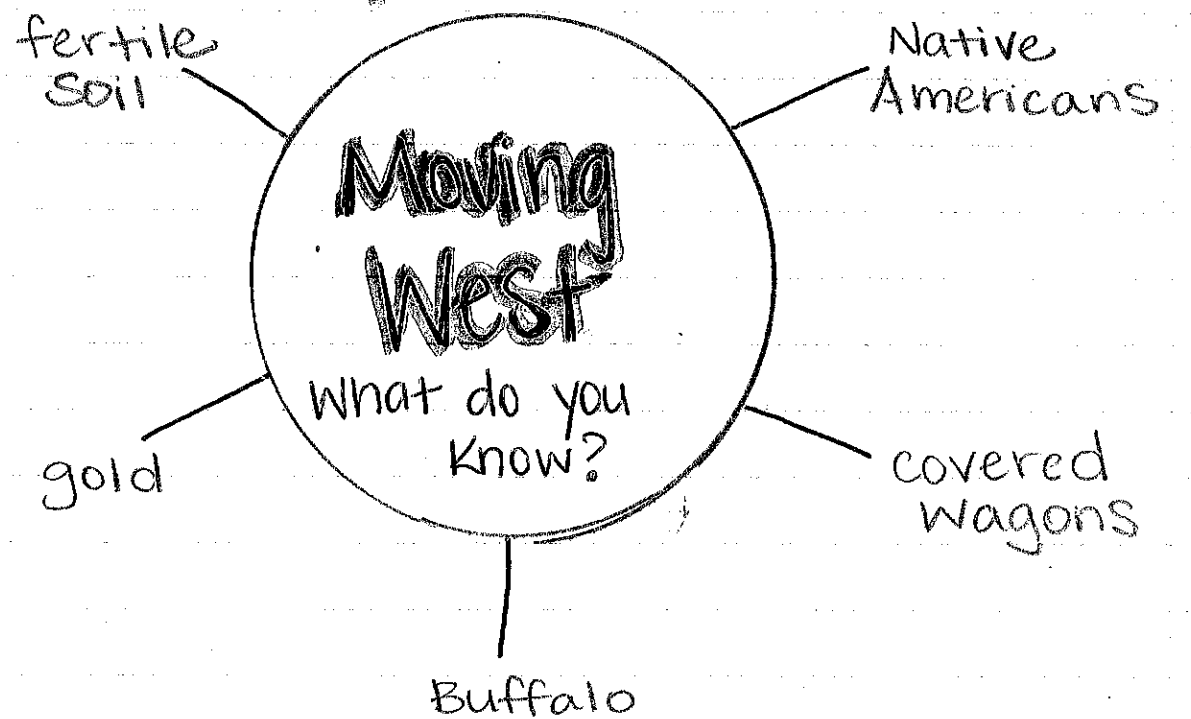 fertile
soil
Native
Americans
Moving
West
What do you
know?
gold
covered
wagons
Buffalo